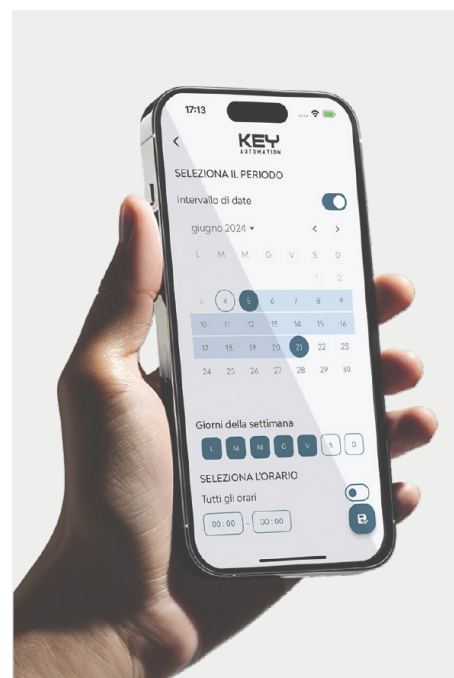 17:13
KEY
AUTOMATION
SELEZIONA IL PERIODO
Intervallo di date
giugno 2024
L M M G V S D
1 2
3 4 5 6 7 8 9
10 11 12 13 14 15 16
17 18 19 20 21 22 23
24 25 26 27 28 29 30
Giorni della settimana
L M M G V S D
SELEZIONA L'ORARIO
Tutti gli orari
00:00 - 00:00